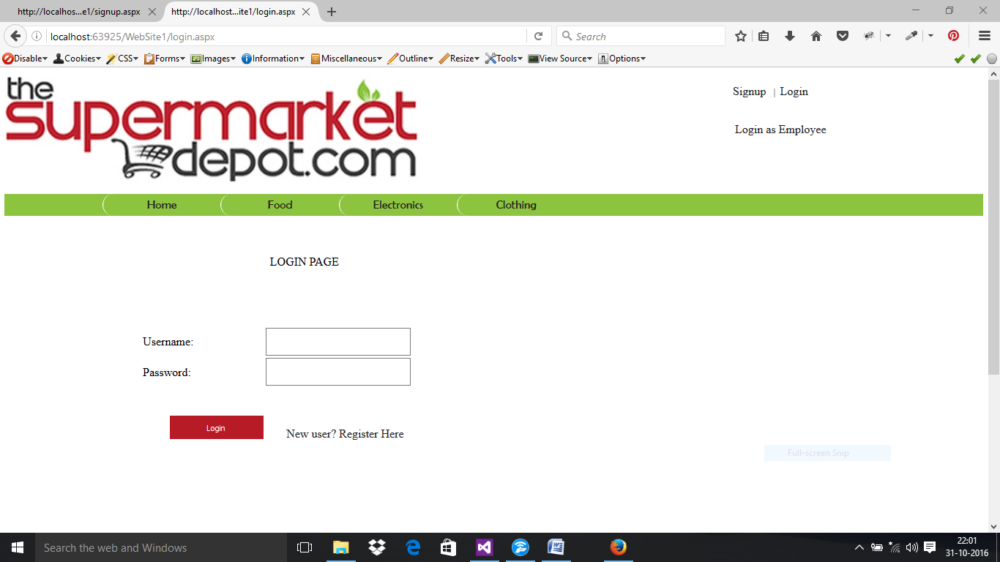 http://localhos...e1/signup.aspx
http://localhost...ite1/login.aspx
localhost:63925/WebSite1/login.aspx
Search
Disable Cookies CSS Forms Images Information Miscellaneous Outline Resize Tools View Source Options
the
supermarket
depot.com
Signup | Login
Login as Employee
Home Food Electronics Clothing
LOGIN PAGE
Username:
Password:
Login
New user? Register Here
Full-screen Snip
Search the web and Windows
22:01
31-10-2016